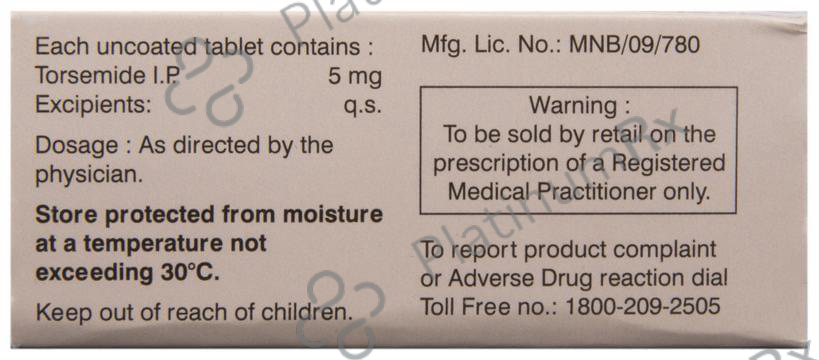 Each uncoated tablet contains :
Torsemide I.P. 5 mg
Excipients: q.s.
Dosage : As directed by the
physician.
Store protected from moisture
at a temperature not
exceeding 30°C.
Keep out of reach of children.
Mfg. Lic. No.: MNB/09/780
Warning :
To be sold by retail on the
prescription of a Registered
Medical Practitioner only.
To report product complaint
or Adverse Drug reaction dial
Toll Free no.: 1800-209-2505
PlatinumRx